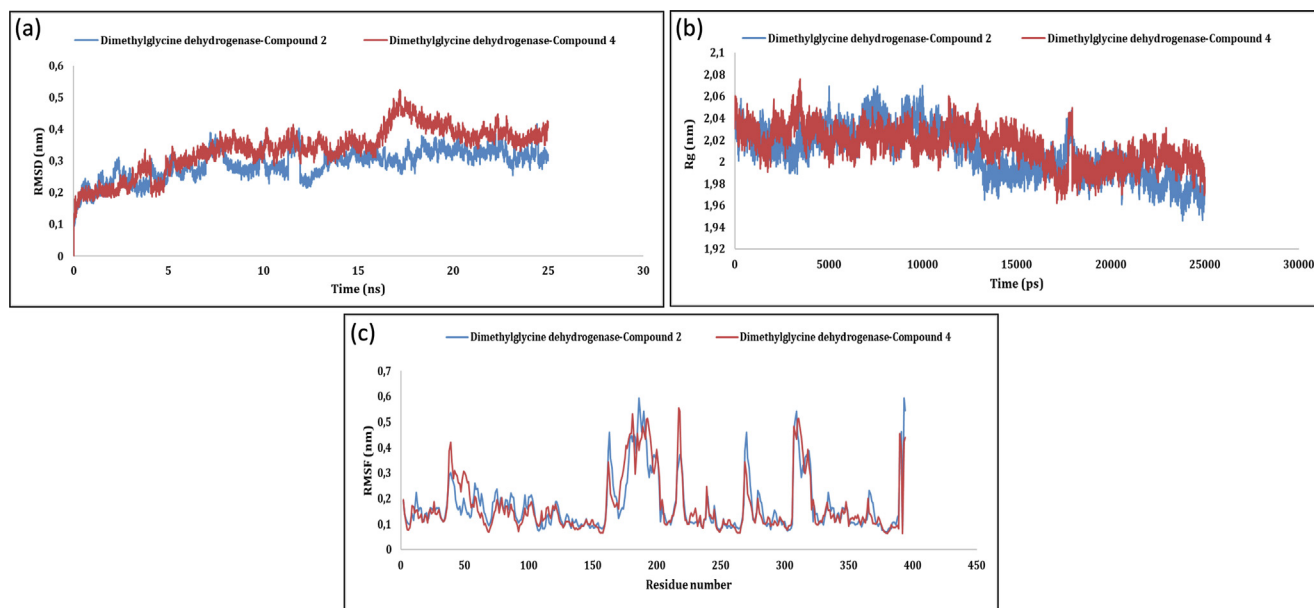 (a)
Dimethylglycine dehydrogenase-Compound 2
Dimethylglycine dehydrogenase-Compound 4
RMSD (nm)
0,6
0,5
0,4
0,3
0,2
0,1
0
0 5 10 15 20 25 30
Time (ns)
(b)
Dimethylglycine dehydrogenase-Compound 2
Dimethylglycine dehydrogenase-Compound 4
Rg (nm)
2,1
2,08
2,06
2,04
2,02
2
1,98
1,96
1,94
1,92
0 5000 10000 15000 20000 25000 30000
Time (ps)
(c)
Dimethylglycine dehydrogenase-Compound 2
Dimethylglycine dehydrogenase-Compound 4
RMSF (nm)
0,7
0,6
0,5
0,4
0,3
0,2
0,1
0
0 50 100 150 200 250 300 350 400 450
Residue number